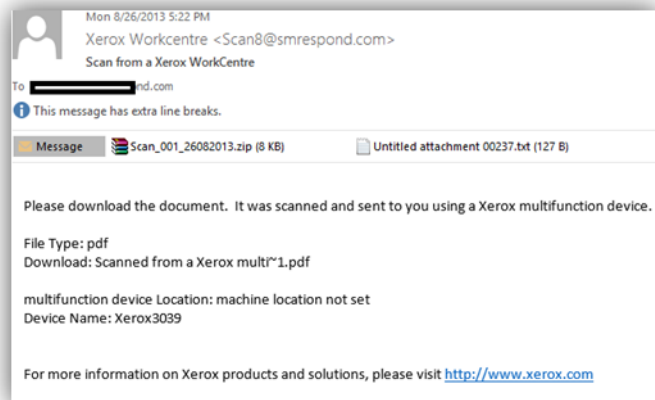 Mon 8/26/2013 5:22 PM
Xerox Workcentre <Scan8@smrespond.com>
Scan from a Xerox WorkCentre
To nd.com
This message has extra line breaks.
Message Scan_001_26082013.zip (8 KB) Untitled attachment 00237.txt (127 B)
Please download the document. It was scanned and sent to you using a Xerox multifunction device.
File Type: pdf
Download: Scanned from a Xerox multi~1.pdf
multifunction device Location: machine location not set
Device Name: Xerox3039
For more information on Xerox products and solutions, please visit http://www.xerox.com